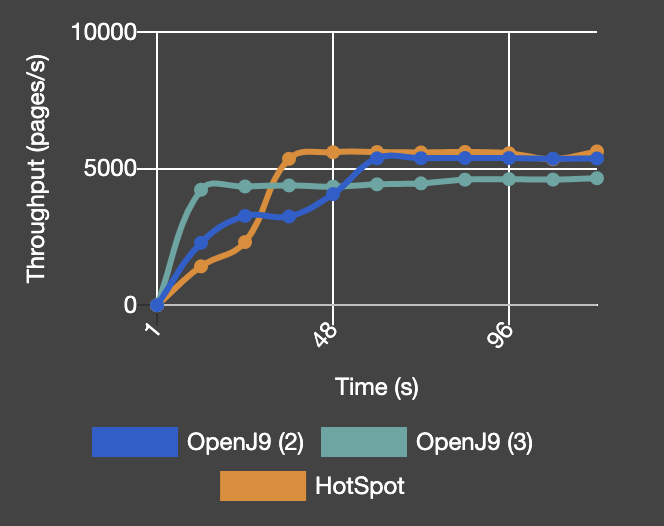 10000
Throughput (pages/s)
5000
0
1
48
96
Time (s)
OpenJ9 (2)
OpenJ9 (3)
HotSpot